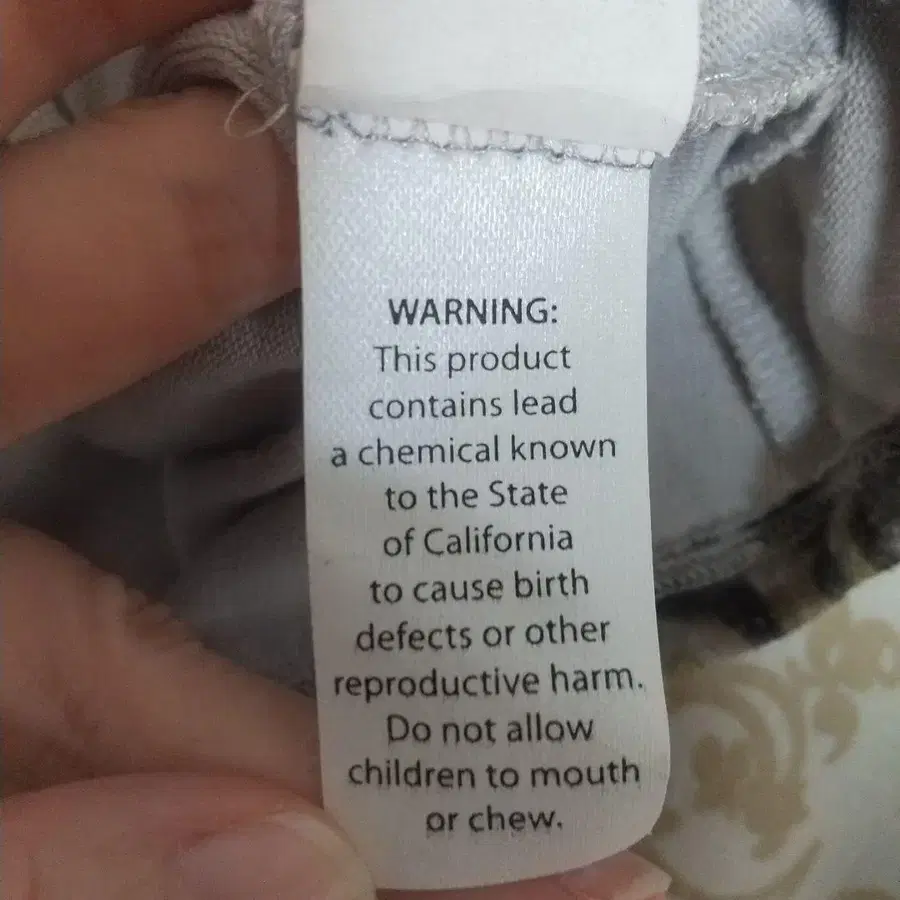 WARNING:
This product
contains lead
a chemical known
to the State
of California
to cause birth
defects or other
reproductive harm.
Do not allow
children to mouth
or chew.